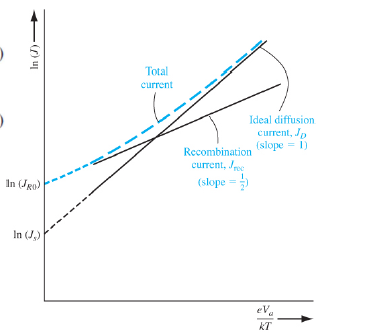 ln (J)
Total
current
Ideal diffusion
current, J_D
(slope = 1)
Recombination
current, J_rec
(slope = 1/2)
ln (J_R0)
ln (J_s)
eV_a
kT